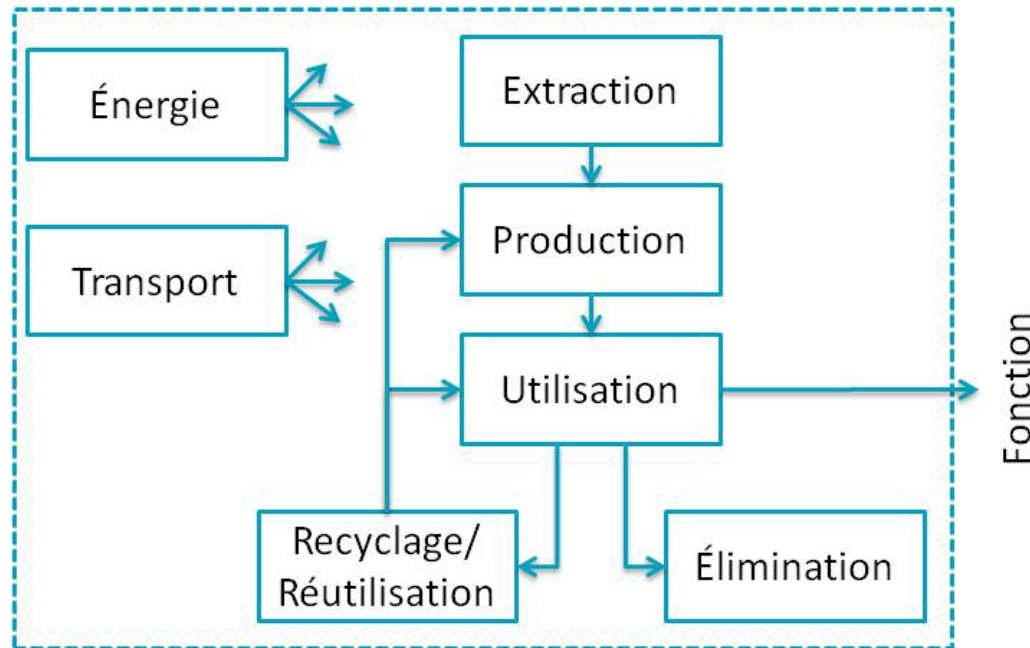 Énergie
Extraction
Production
Transport
Utilisation
Fonction
Recyclage/
Réutilisation
Élimination